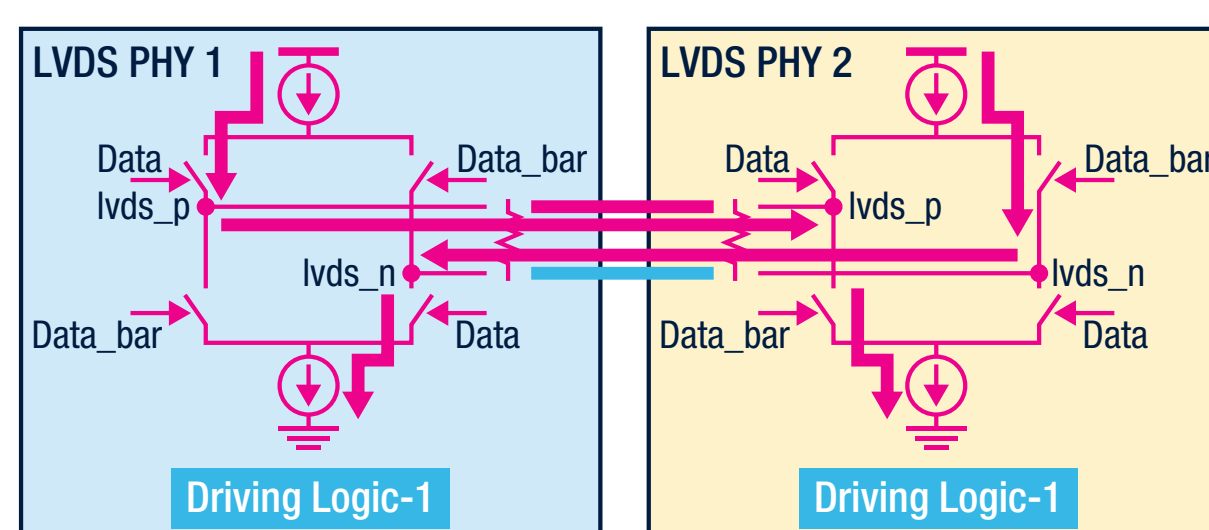 LVDS PHY 1
Data
Data_bar
lvds_p
lvds_n
Data_bar
Data
Driving Logic-1
LVDS PHY 2
Data
Data_bar
lvds_p
lvds_n
Data_bar
Data
Driving Logic-1